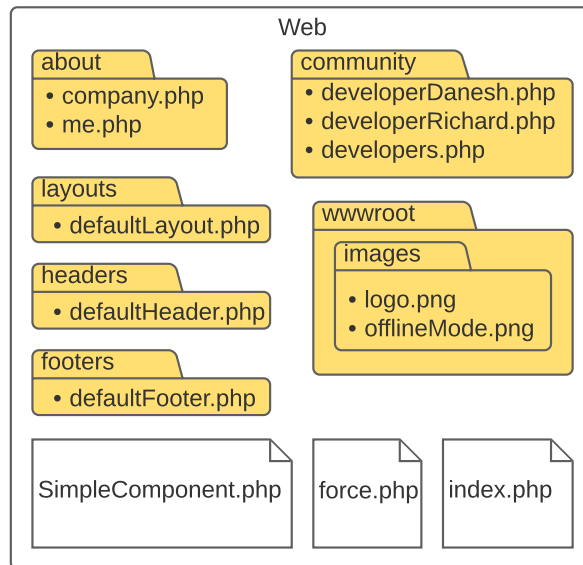 Web
about
• company.php
• me.php
community
• developerDanesh.php
• developerRichard.php
• developers.php
layouts
• defaultLayout.php
wwwroot
images
• logo.png
• offlineMode.png
headers
• defaultHeader.php
footers
• defaultFooter.php
SimpleComponent.php
force.php
index.php